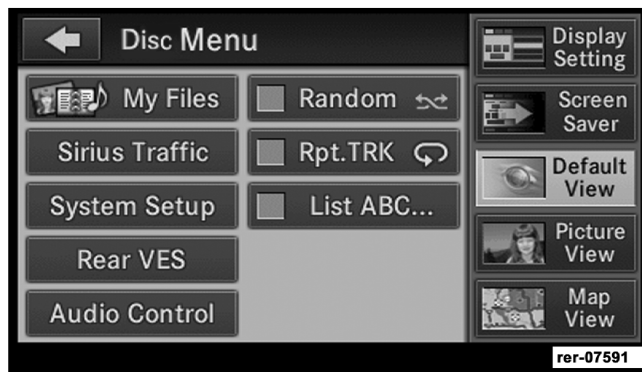 Disc Menu
My Files
Sirius Traffic
System Setup
Rear VES
Audio Control
Random
Rpt.TRK
List ABC...
Display
Setting
Screen
Saver
Default
View
Picture
View
Map
View
rer-07591